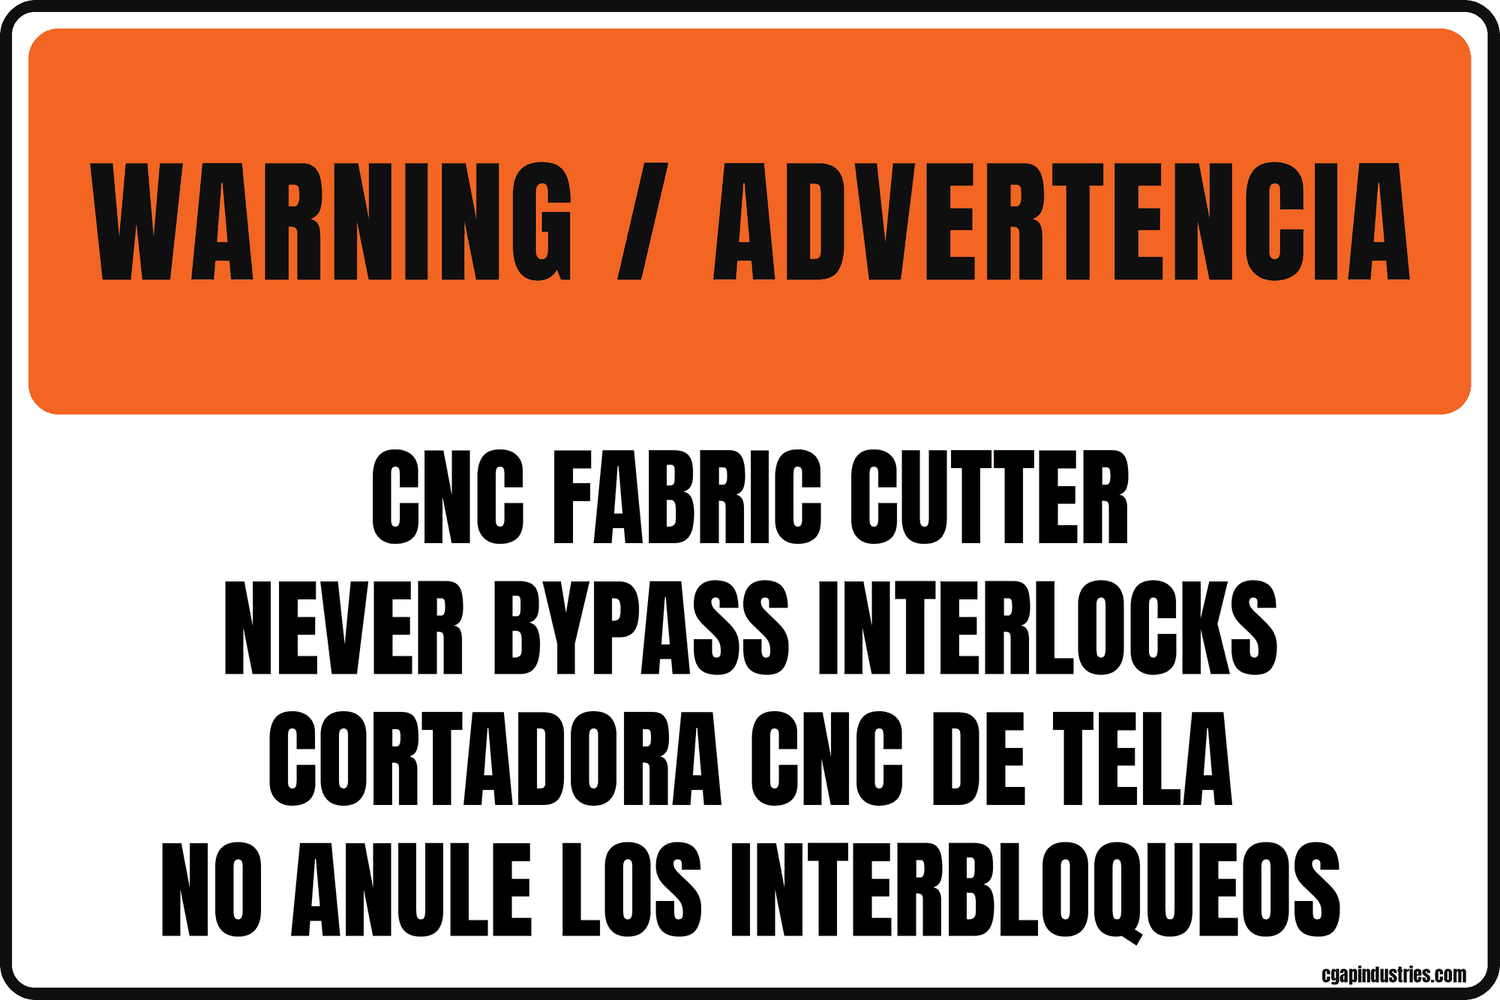 WARNING / ADVERTENCIA
CNC FABRIC CUTTER
NEVER BYPASS INTERLOCKS
CORTADORA CNC DE TELA
NO ANULE LOS INTERBLOQUEOS
cgapindustries.com